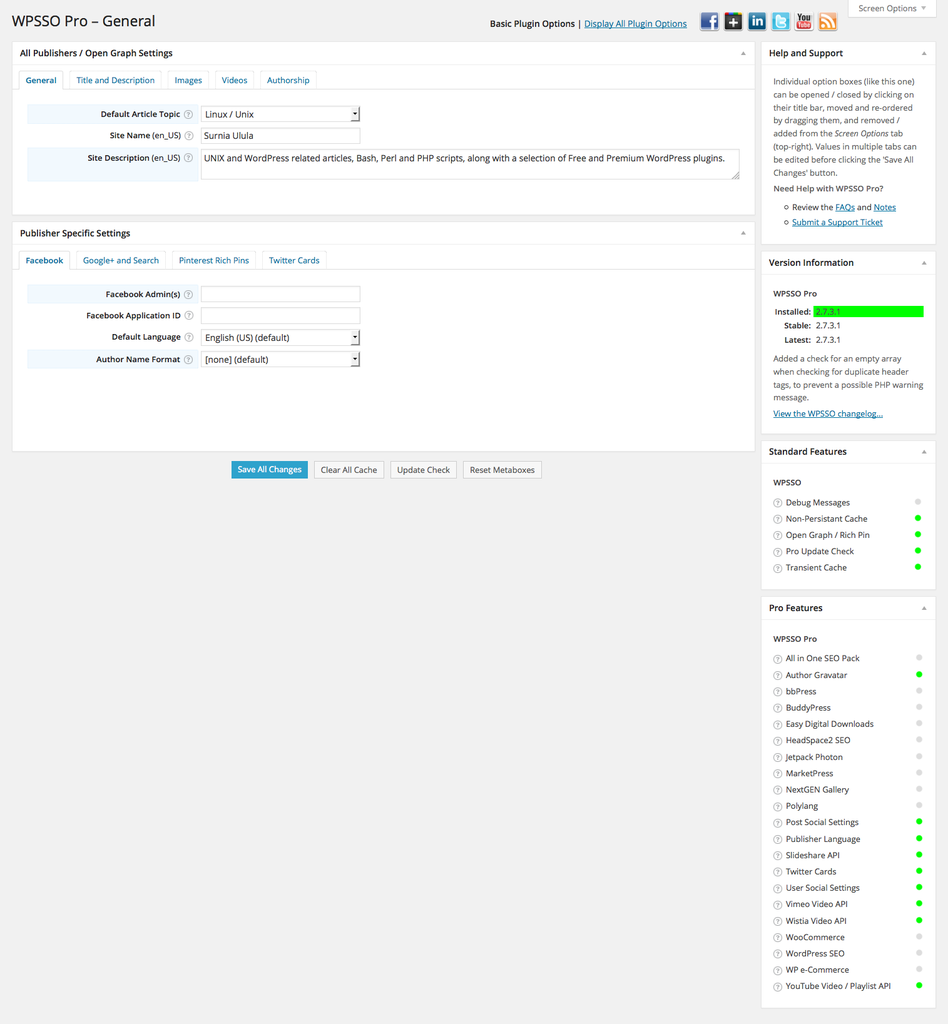 Screen Options
WPSSO Pro – General
Basic Plugin Options | Display All Plugin Options
You
Tube
All Publishers / Open Graph Settings
General
Title and Description
Images
Videos
Authorship
Default Article Topic ? Linux / Unix
Site Name (en_US) ? Surnia Ulula
Site Description (en_US) ? UNIX and WordPress related articles, Bash, Perl and PHP scripts, along with a selection of Free and Premium WordPress plugins.
Publisher Specific Settings
Facebook
Google+ and Search
Pinterest Rich Pins
Twitter Cards
Facebook Admin(s) ?
Facebook Application ID ?
Default Language ? English (US) (default)
Author Name Format ? [none] (default)
Save All Changes
Clear All Cache
Update Check
Reset Metaboxes
Help and Support
Individual option boxes (like this one)
can be opened / closed by clicking on
their title bar, moved and re-ordered
by dragging them, and removed /
added from the Screen Options tab
(top-right). Values in multiple tabs can
be edited before clicking the 'Save All
Changes' button.
Need Help with WPSSO Pro?
Review the FAQs and Notes
Submit a Support Ticket
Version Information
WPSSO Pro
Installed: 2.7.3.1
Stable: 2.7.3.1
Latest: 2.7.3.1
Added a check for an empty array
when checking for duplicate header
tags, to prevent a possible PHP warning
message.
View the WPSSO changelog...
Standard Features
WPSSO
? Debug Messages
? Non-Persistant Cache
? Open Graph / Rich Pin
? Pro Update Check
? Transient Cache
Pro Features
WPSSO Pro
? All in One SEO Pack
? Author Gravatar
? bbPress
? BuddyPress
? Easy Digital Downloads
? HeadSpace2 SEO
? Jetpack Photon
? MarketPress
? NextGEN Gallery
? Polylang
? Post Social Settings
? Publisher Language
? Slideshare API
? Twitter Cards
? User Social Settings
? Vimeo Video API
? Wistia Video API
? WooCommerce
? WordPress SEO
? WP e-Commerce
? YouTube Video / Playlist API